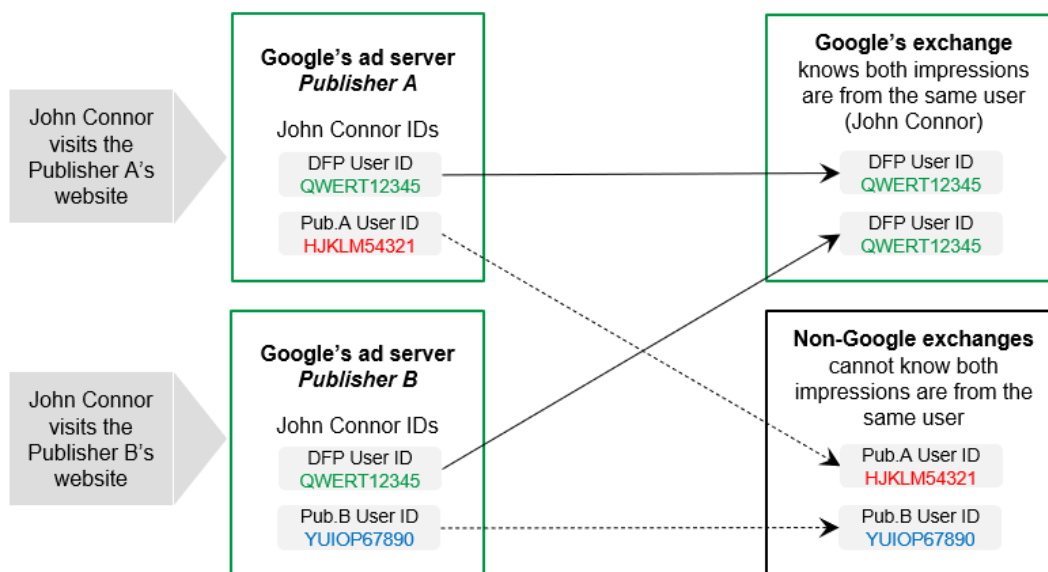 John Connor
visits the
Publisher A's
website
Google's ad server
Publisher A
John Connor IDs
DFP User ID
QWERT12345
Pub.A User ID
HJKLM54321
Google's exchange
knows both impressions
are from the same user
(John Connor)
DFP User ID
QWERT12345
DFP User ID
QWERT12345
John Connor
visits the
Publisher B's
website
Google's ad server
Publisher B
John Connor IDs
DFP User ID
QWERT12345
Pub.B User ID
YUIOP67890
Non-Google exchanges
cannot know both
impressions are from the
same user
Pub.A User ID
HJKLM54321
Pub.B User ID
YUIOP67890